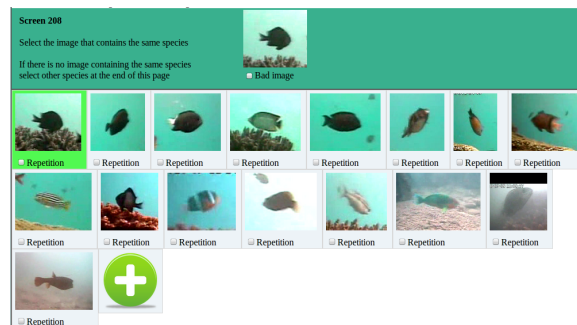 Screen 208
Select the image that contains the same species
If there is no image containing the same species
select other species at the end of this page
Bad image
Repetition Repetition Repetition Repetition Repetition Repetition Repetition Repetition
Repetition Repetition Repetition Repetition Repetition Repetition Repetition
Repetition